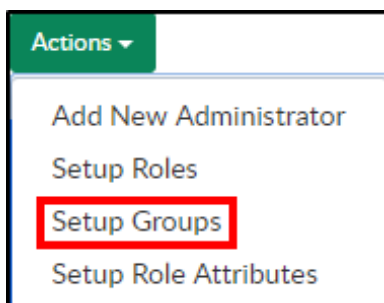 Actions
Add New Administrator
Setup Roles
Setup Groups
Setup Role Attributes